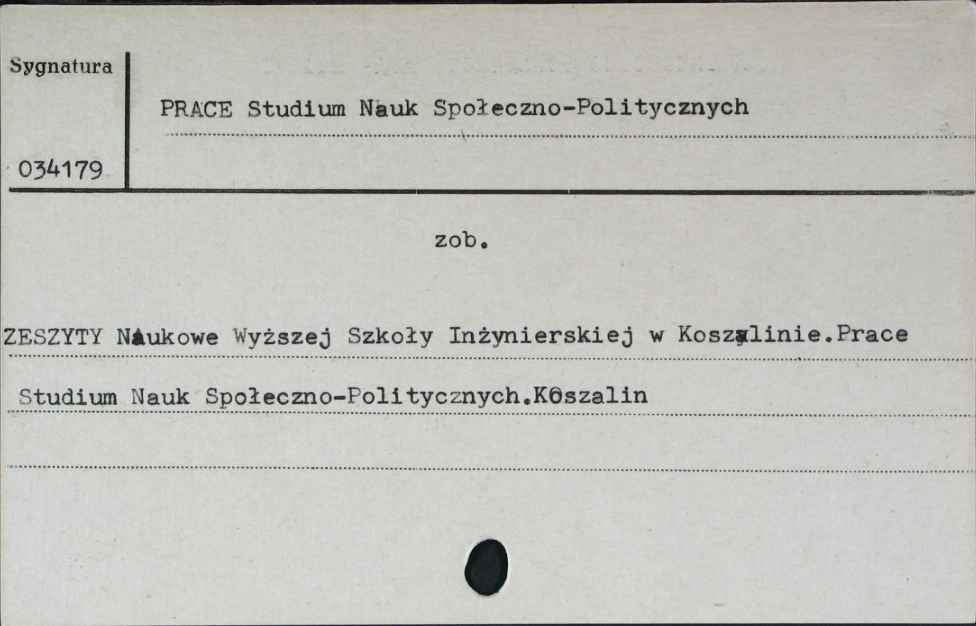 Sygnatura
PRACE Studium Nauk Społeczno-Politycznych
034179
zob.
ZESZYTY Naukowe Wyższej Szkoły Inżynierskiej w Koszalinie.Prace
Studium Nauk Społeczno-Politycznych.Koszalin